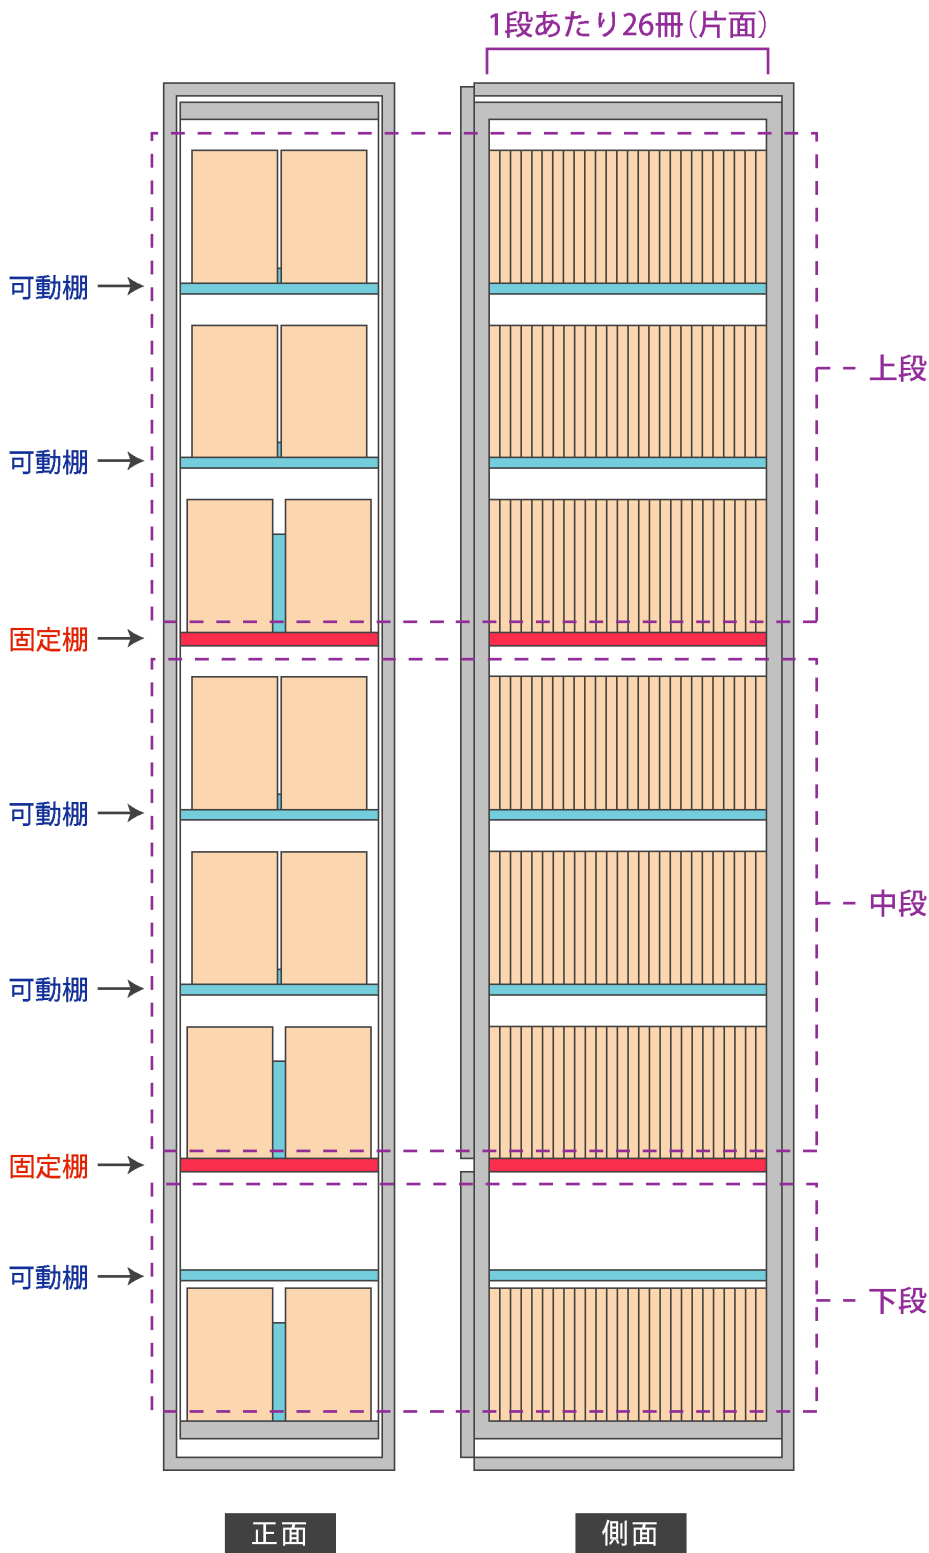 1段あたり26冊（片面）
可動棚
上段
可動棚
固定棚
可動棚
中段
可動棚
固定棚
可動棚
下段
正面
側面